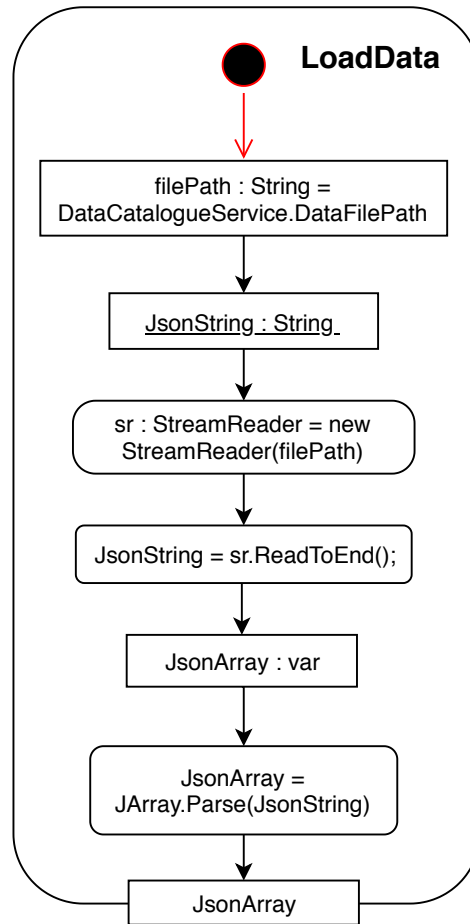 LoadData
filePath : String =
DataCatalogueService.DataFilePath
JsonString : String
sr : StreamReader = new
StreamReader(filePath)
JsonString = sr.ReadToEnd();
JsonArray : var
JsonArray =
JArray.Parse(JsonString)
JsonArray